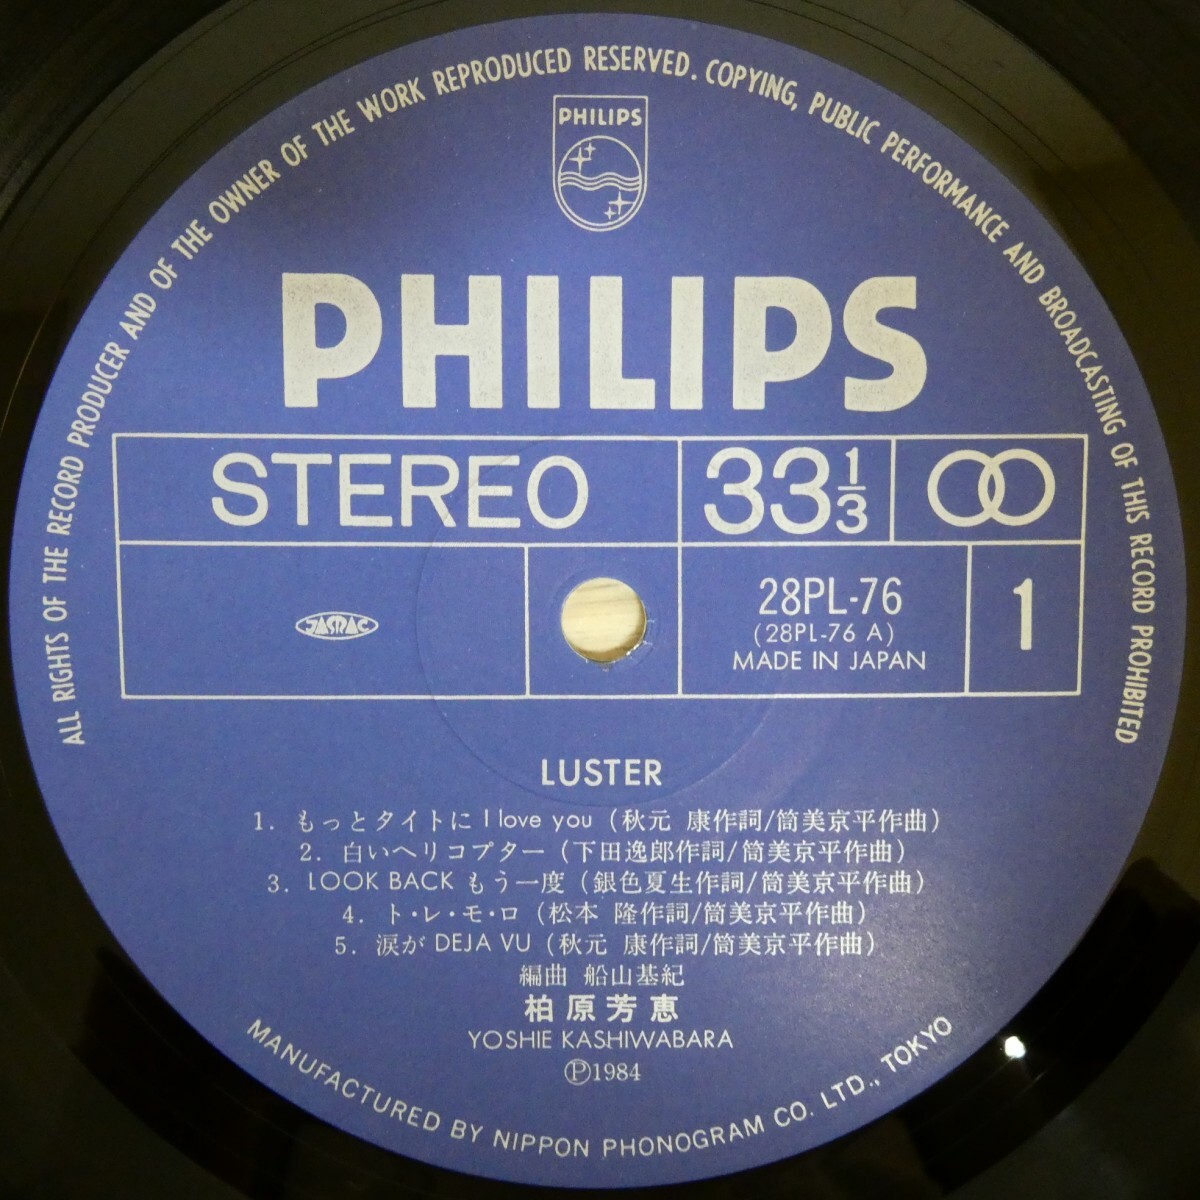 ALL RIGHTS OF THE RECORD PRODUCER AND OF THE OWNER OF THE WORK REPRODUCED RESERVED. COPYING, PUBLIC PERFORMANCE AND BROADCASTING OF THIS RECORD PROHIBITED
PHILIPS
PHILIPS
STEREO 33 1/3
JASRAC
28PL-76
(28PL-76 A)
MADE IN JAPAN
1
LUSTER
1. もっとタイトに I love you (秋元 康作詞/筒美京平作曲)
2. 白いヘリコプター (下田逸郎作詞/筒美京平作曲)
3. LOOK BACK もう一度 (銀色夏生作詞/筒美京平作曲)
4. ト・レ・モ・ロ (松本 隆作詞/筒美京平作曲)
5. 涙が DEJA VU (秋元 康作詞/筒美京平作曲)
編曲 船山基紀
柏原芳恵
YOSHIE KASHIWABARA
Ⓟ1984
MANUFACTURED BY NIPPON PHONOGRAM CO. LTD., TOKYO